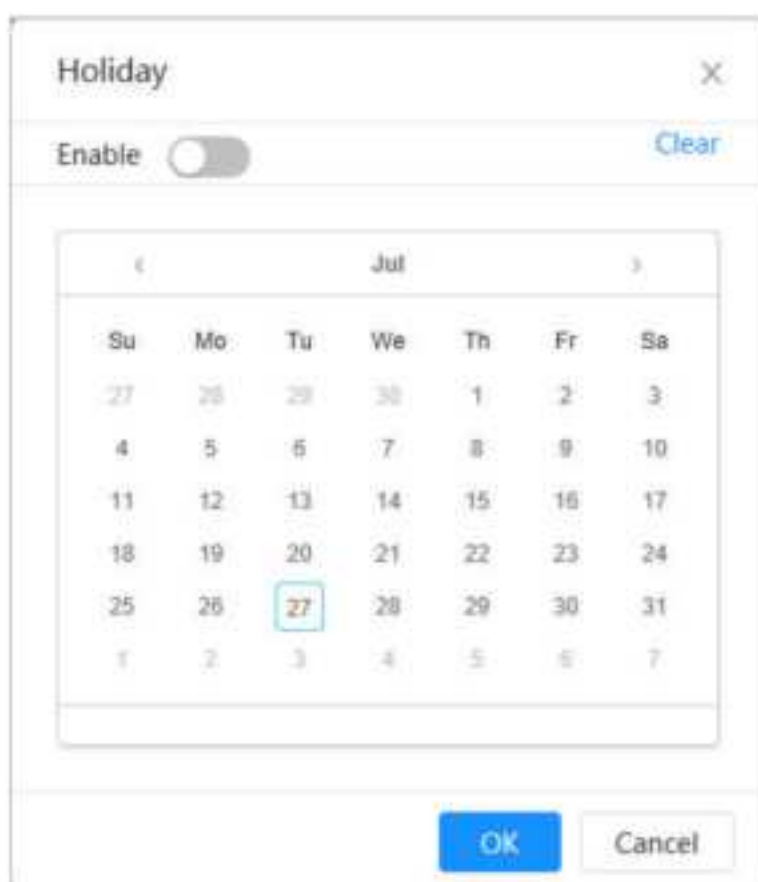 Holiday ×
Enable Clear
‹ Jul ›
Su Mo Tu We Th Fr Sa
27 28 29 30 1 2 3
4 5 6 7 8 9 10
11 12 13 14 15 16 17
18 19 20 21 22 23 24
25 26 27 28 29 30 31
1 2 3 4 5 6 7
OK Cancel